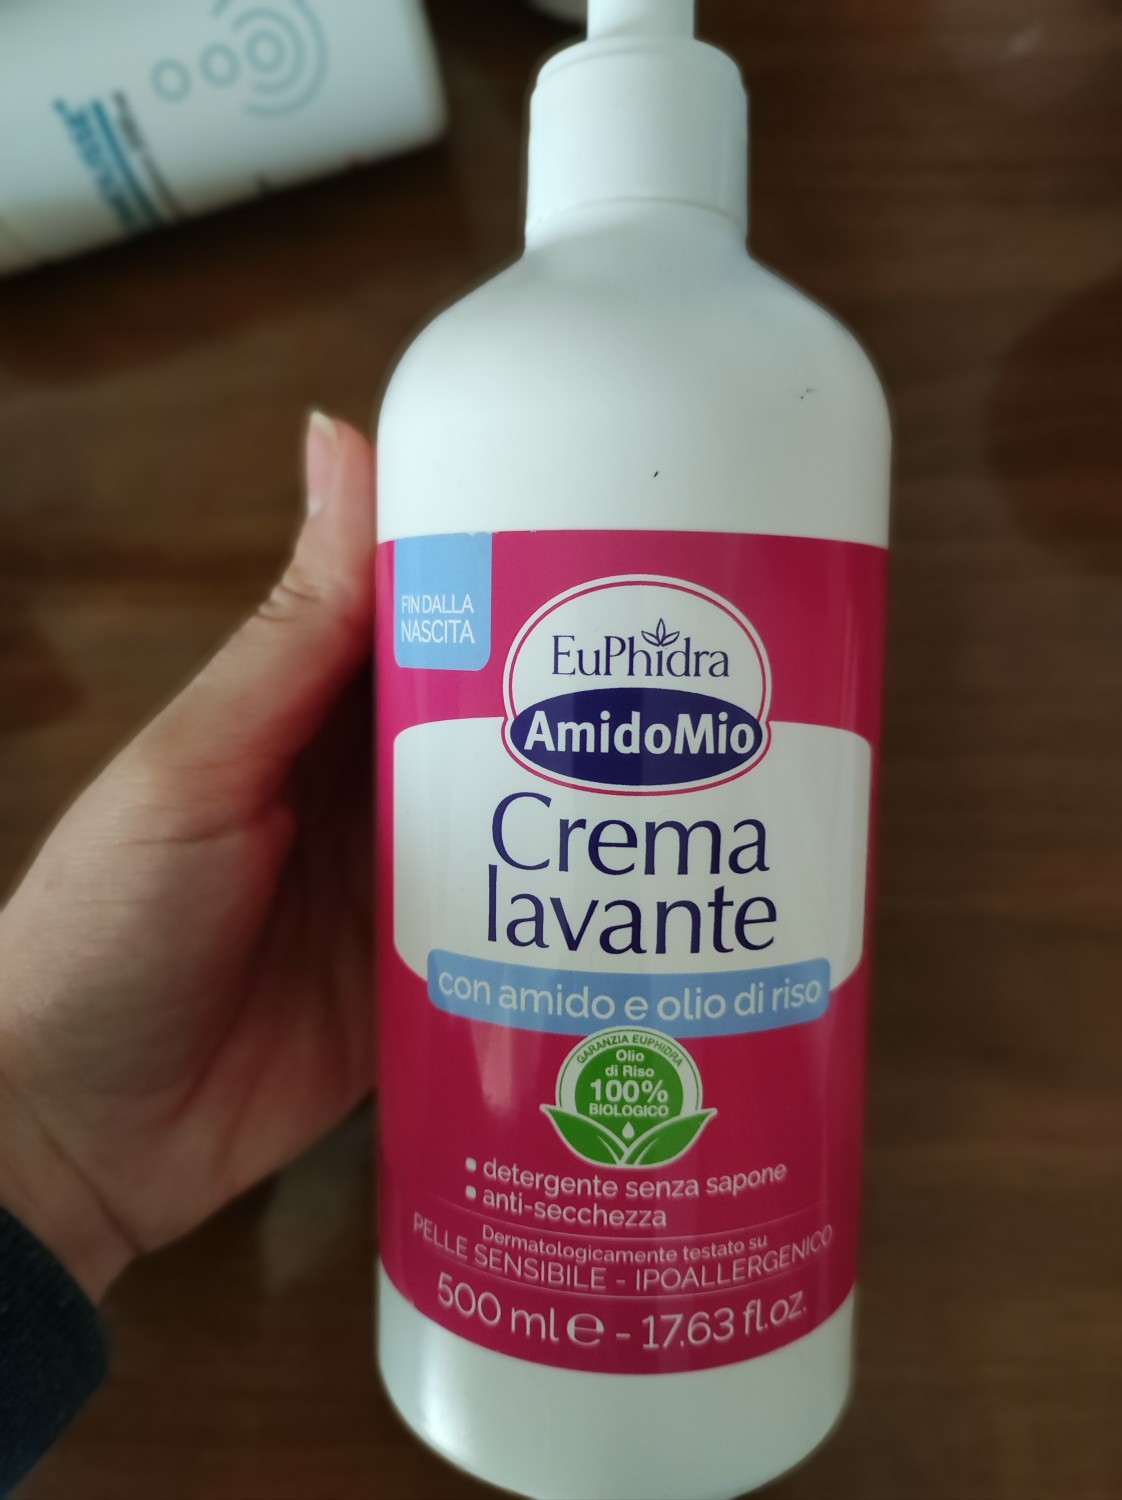 FIN DALLA
NASCITA
EuPhidra
AmidoMio
Crema
lavante
con amido e olio di riso
GARANZIA EUPHIDRA
Olio
di Riso
100%
BIOLOGICO
detergente senza sapone
anti-secchezza
Dermatologicamente testato su
PELLE SENSIBILE - IPOALLERGENICO
500 ml e - 17.63 fl.oz.